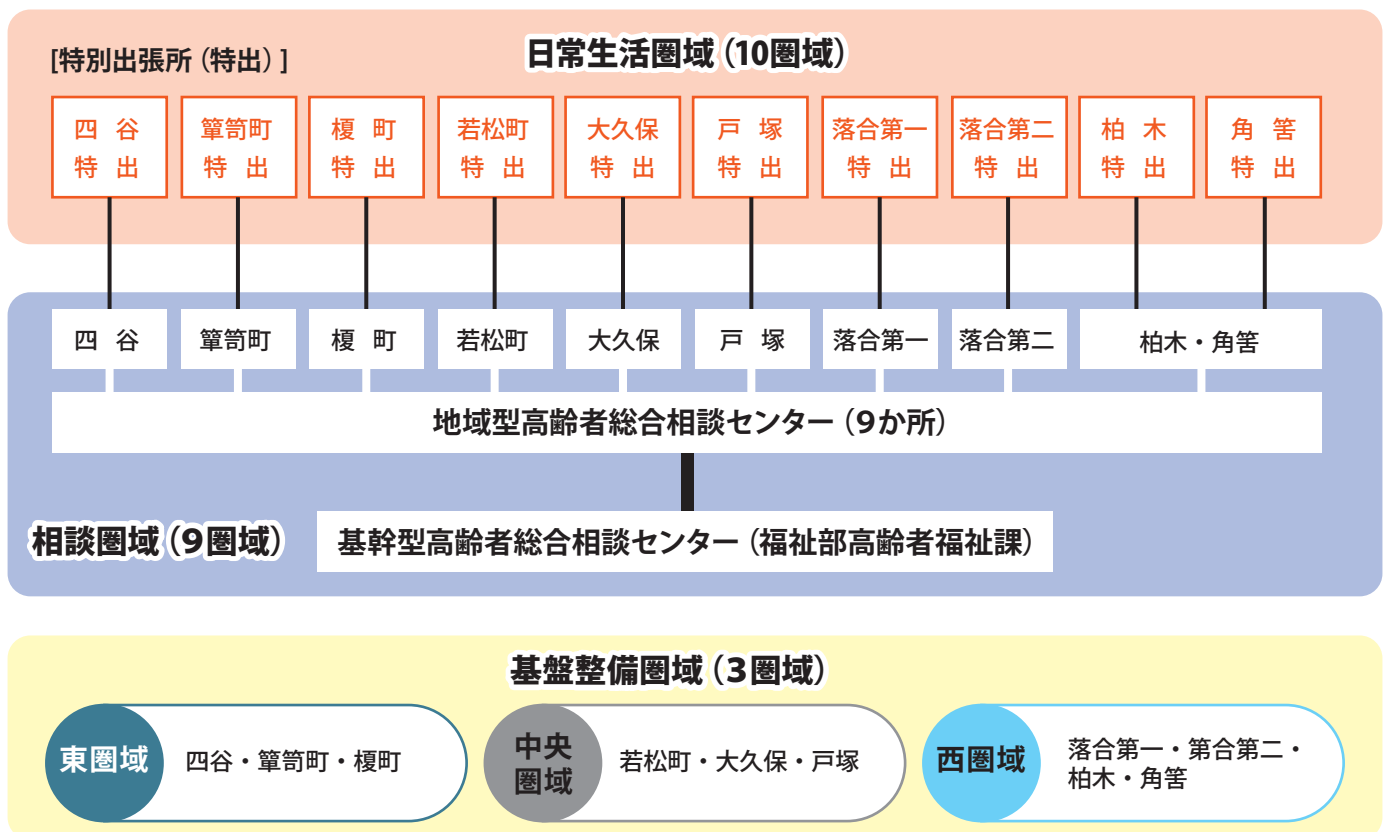 [特別出張所（特出）]
日常生活圏域（10圏域）
四 谷
特 出
簞笥町
特 出
榎 町
特 出
若松町
特 出
大久保
特 出
戸 塚
特 出
落合第一
特 出
落合第二
特 出
柏 木
特 出
角 筈
特 出
四 谷
簞笥町
榎 町
若松町
大久保
戸 塚
落合第一
落合第二
柏木・角筈
地域型高齢者総合相談センター（9か所）
相談圏域（9圏域）
基幹型高齢者総合相談センター（福祉部高齢者福祉課）
基盤整備圏域（3圏域）
東圏域
四谷・簞笥町・榎町
中央
圏域
若松町・大久保・戸塚
西圏域
落合第一・第合第二・
柏木・角筈